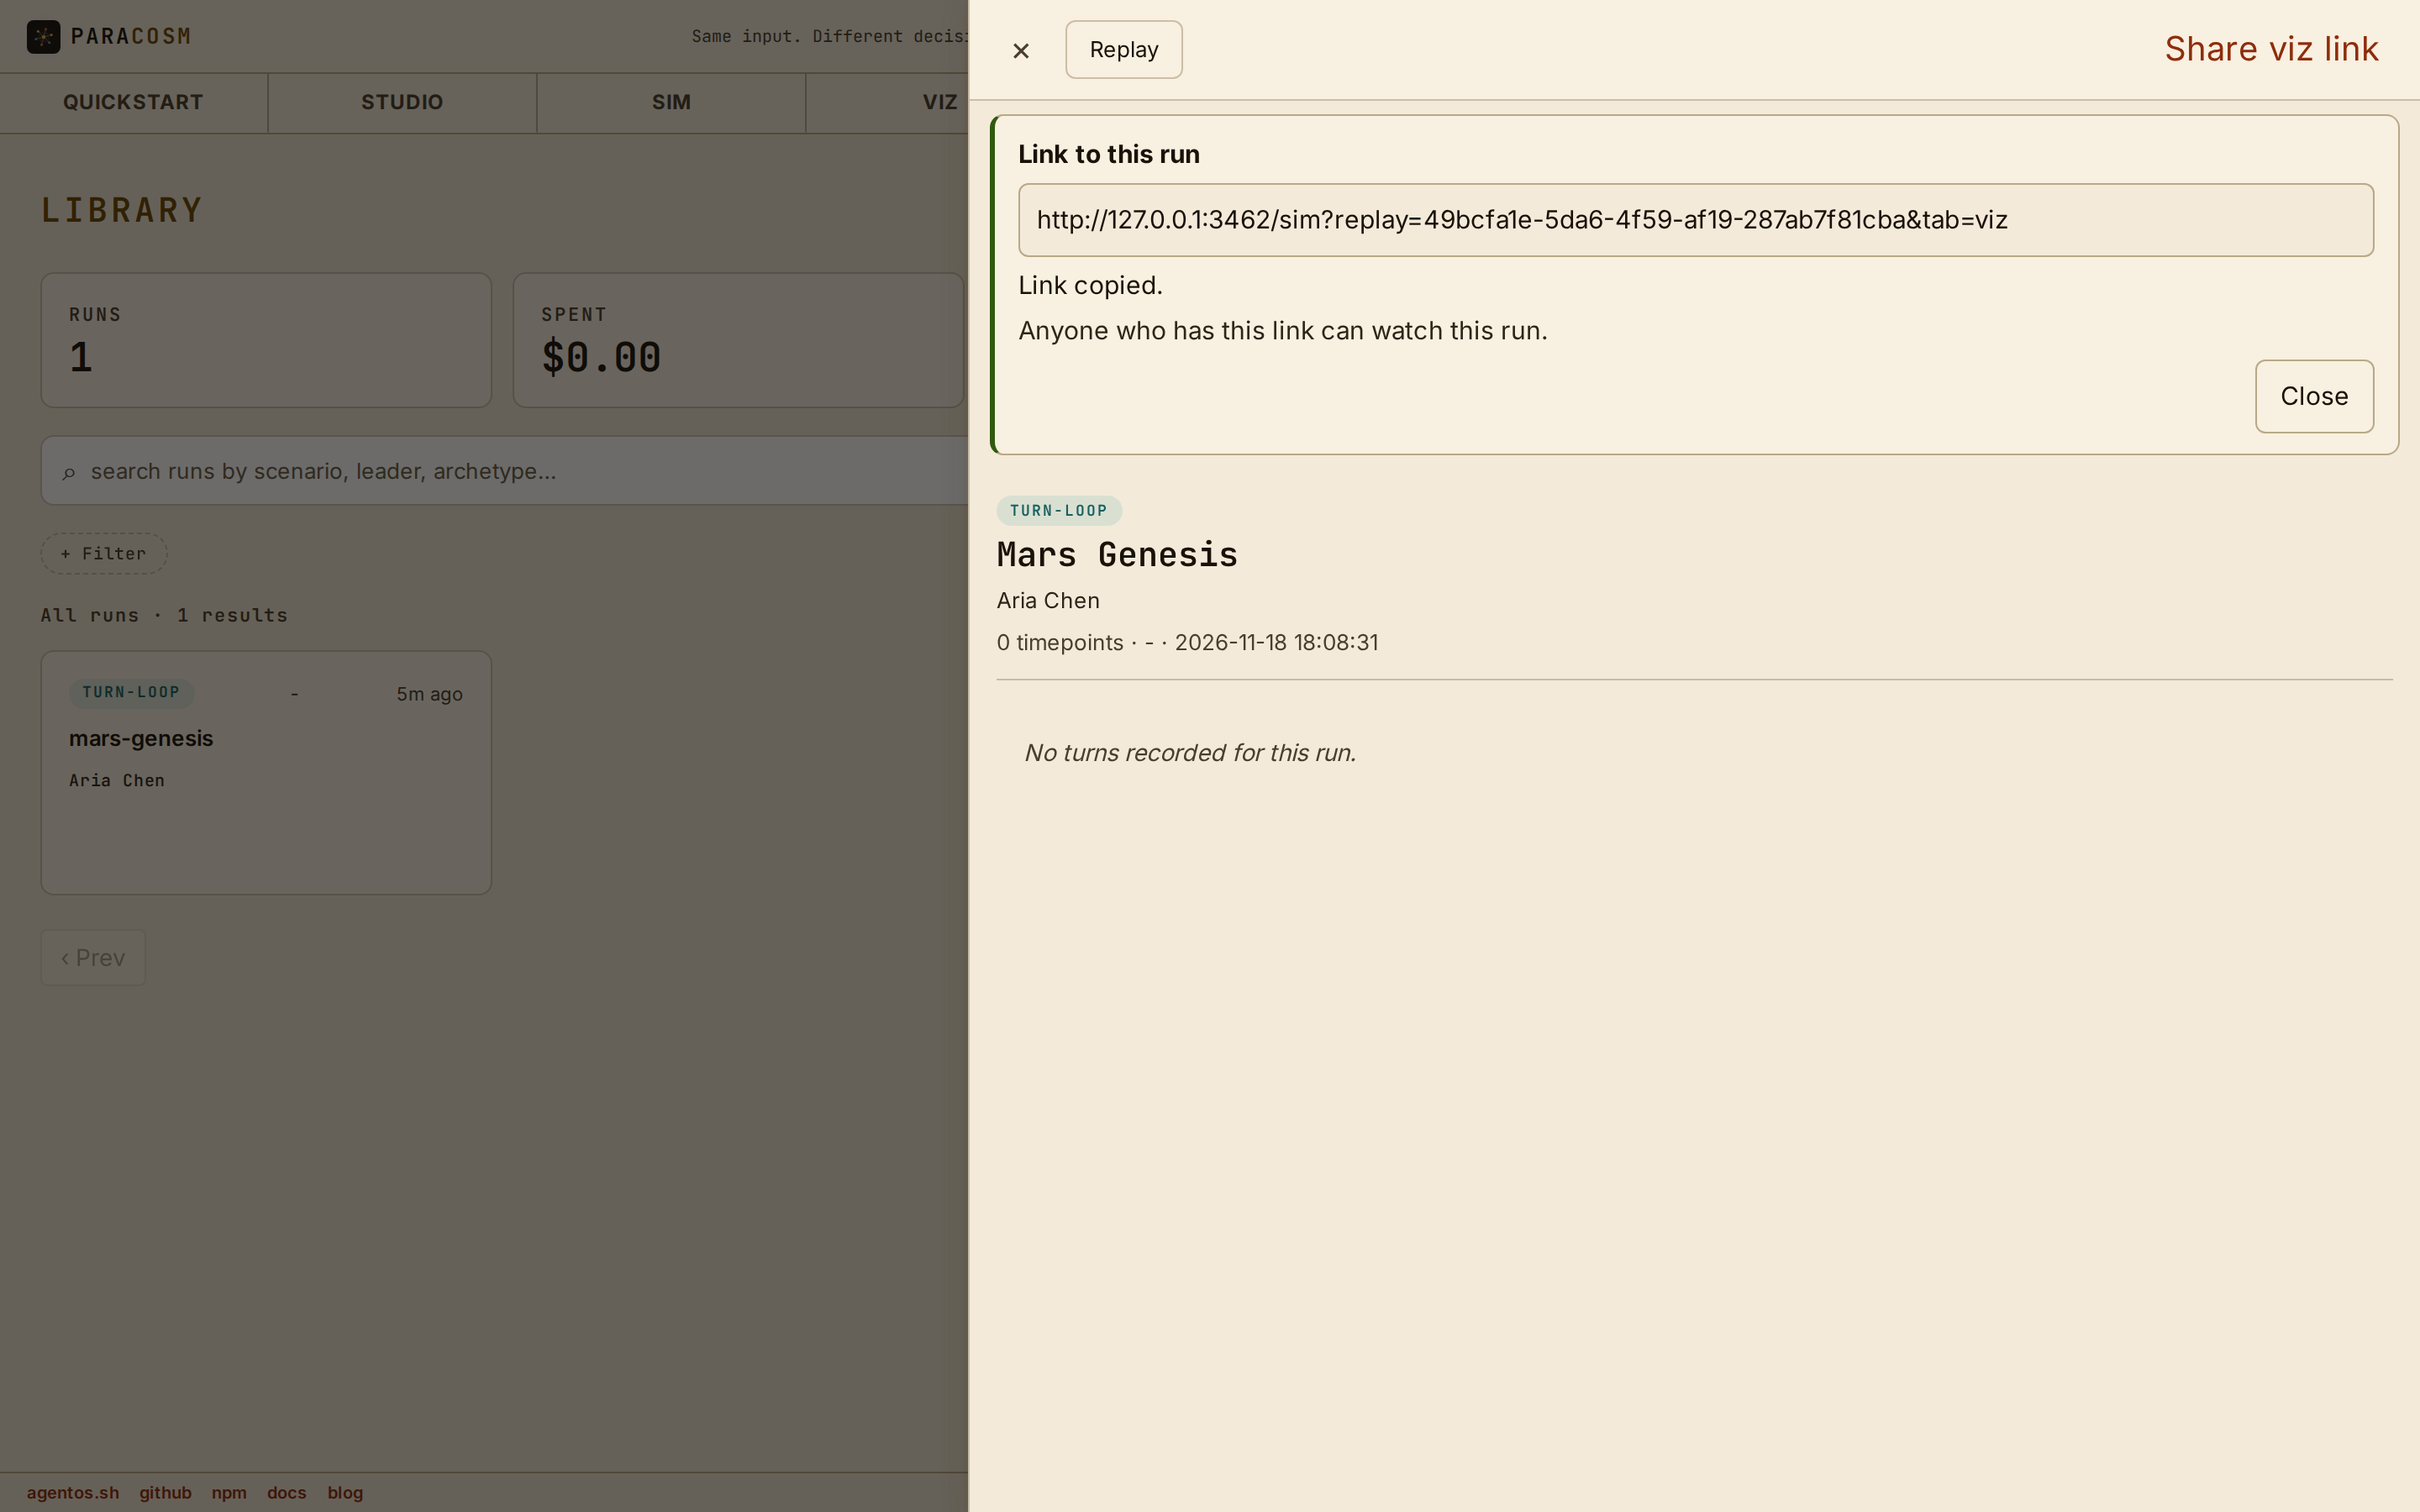 PARACOSM
Same input. Different decisi
QUICKSTART
STUDIO
SIM
VIZ
LIBRARY
RUNS
1
SPENT
$0.00
search runs by scenario, leader, archetype...
+ Filter
All runs · 1 results
TURN-LOOP
-
5m ago
mars-genesis
Aria Chen
‹ Prev
agentos.sh
github
npm
docs
blog
✕
Replay
Share viz link
Link to this run
http://127.0.0.1:3462/sim?replay=49bcfa1e-5da6-4f59-af19-287ab7f81cba&tab=viz
Link copied.
Anyone who has this link can watch this run.
Close
TURN-LOOP
Mars Genesis
Aria Chen
0 timepoints · - · 2026-11-18 18:08:31
No turns recorded for this run.